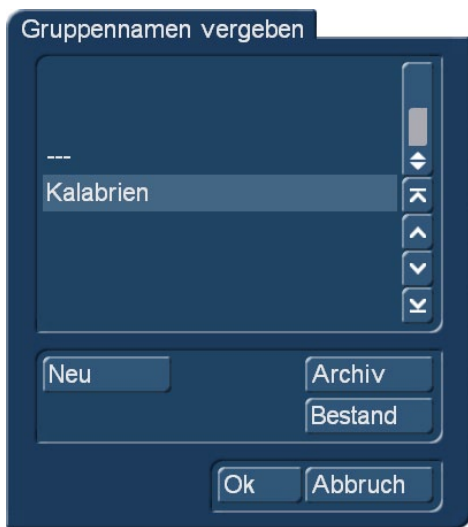 Gruppennamen vergeben
---
Kalabrien
Neu
Archiv
Bestand
Ok
Abbruch